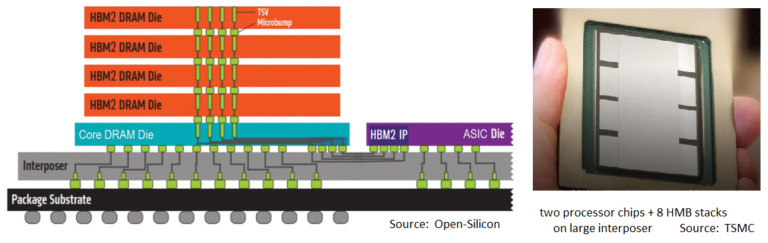 HBM2 DRAM Die
TSV
Microbump
HBM2 DRAM Die
HBM2 DRAM Die
HBM2 DRAM Die
Core DRAM Die
HBM2 IP
ASIC Die
Interposer
Package Substrate
Source: Open-Silicon
two processor chips + 8 HMB stacks
on large interposer Source: TSMC